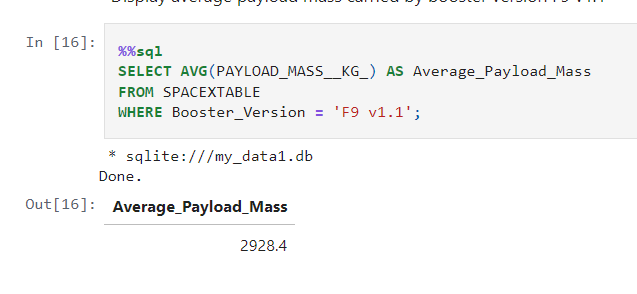 Display average payload mass carried by booster version F9 v1.1
In [16]:
%%sql
SELECT AVG(PAYLOAD_MASS__KG_) AS Average_Payload_Mass
FROM SPACEXTABLE
WHERE Booster_Version = 'F9 v1.1';
* sqlite:///my_data1.db
Done.
Out[16]:
Average_Payload_Mass
2928.4